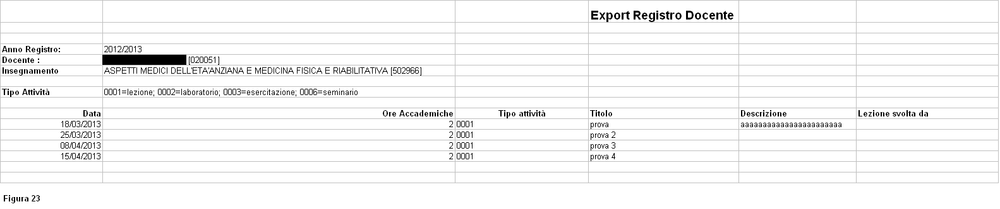 Export Registro Docente
Anno Registro: 2012/2013
Docente : [020051]
Insegnamento ASPETTI MEDICI DELL'ETA'ANZIANA E MEDICINA FISICA E RIABILITATIVA [502966]
Tipo Attività 0001=lezione; 0002=laboratorio; 0003=esercitazione; 0006=seminario
Data Ore Accademiche Tipo attività Titolo Descrizione Lezione svolta da
18/03/2013 2 0001 prova aaaaaaaaaaaaaaaaaaaaaaa
25/03/2013 2 0001 prova 2
08/04/2013 2 0001 prova 3
15/04/2013 2 0001 prova 4
Figura 23